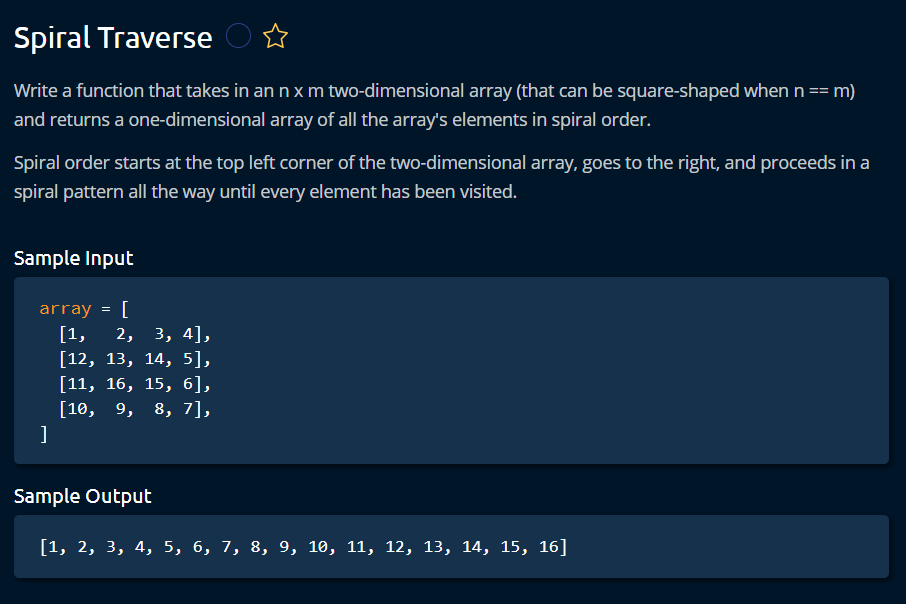 Spiral Traverse
Write a function that takes in an n x m two-dimensional array (that can be square-shaped when n == m)
and returns a one-dimensional array of all the array's elements in spiral order.
Spiral order starts at the top left corner of the two-dimensional array, goes to the right, and proceeds in a
spiral pattern all the way until every element has been visited.
Sample Input
array = [
  [1,   2,  3, 4],
  [12, 13, 14, 5],
  [11, 16, 15, 6],
  [10,  9,  8, 7],
]
Sample Output
[1, 2, 3, 4, 5, 6, 7, 8, 9, 10, 11, 12, 13, 14, 15, 16]